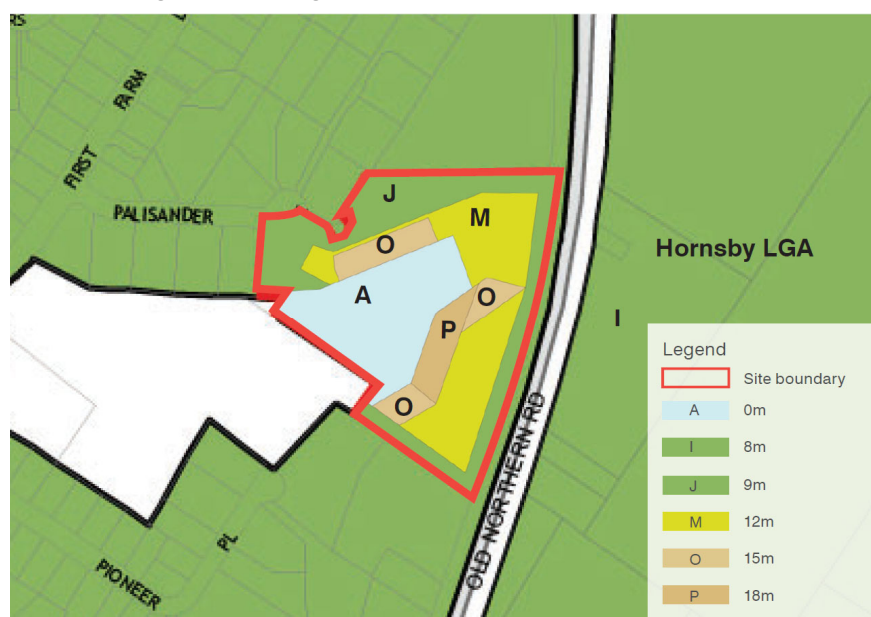 RS
FARM
FIRST
PALISANDER
J
M
O
A
O
P
O
Hornsby LGA
I
OLD NORTHERN RD
PIONEER
PL
Legend
Site boundary
A 0m
I 8m
J 9m
M 12m
O 15m
P 18m